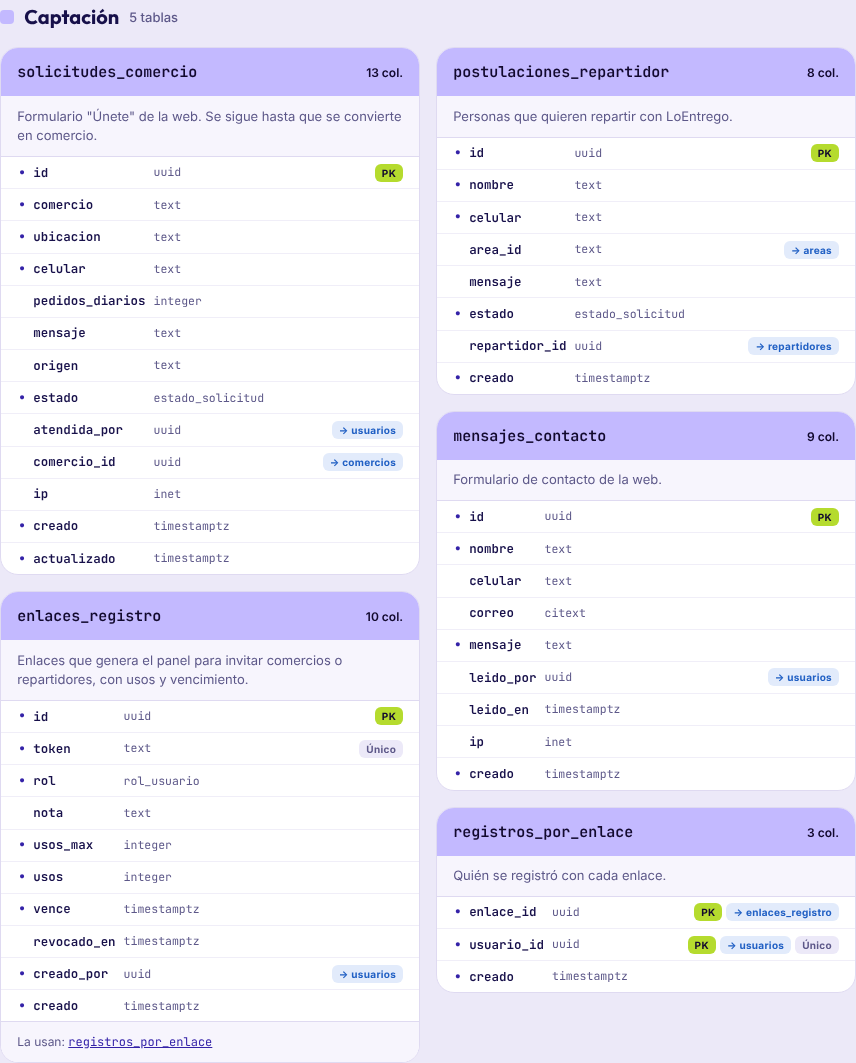 Captación 5 tablas
solicitudes_comercio 13 col.
Formulario "Únete" de la web. Se sigue hasta que se convierte
en comercio.
• id uuid PK
• comercio text
• ubicacion text
• celular text
pedidos_diarios integer
mensaje text
origen text
• estado estado_solicitud
atendida_por uuid → usuarios
comercio_id uuid → comercios
ip inet
• creado timestamptz
• actualizado timestamptz
enlaces_registro 10 col.
Enlaces que genera el panel para invitar comercios o
repartidores, con usos y vencimiento.
• id uuid PK
• token text Único
• rol rol_usuario
nota text
• usos_max integer
• usos integer
• vence timestamptz
revocado_en timestamptz
• creado_por uuid → usuarios
• creado timestamptz
La usan: registros_por_enlace
postulaciones_repartidor 8 col.
Personas que quieren repartir con LoEntrego.
• id uuid PK
• nombre text
• celular text
area_id text → areas
mensaje text
• estado estado_solicitud
repartidor_id uuid → repartidores
• creado timestamptz
mensajes_contacto 9 col.
Formulario de contacto de la web.
• id uuid PK
• nombre text
celular text
correo citext
• mensaje text
leido_por uuid → usuarios
leido_en timestamptz
ip inet
• creado timestamptz
registros_por_enlace 3 col.
Quién se registró con cada enlace.
• enlace_id uuid PK → enlaces_registro
• usuario_id uuid PK → usuarios Único
• creado timestamptz